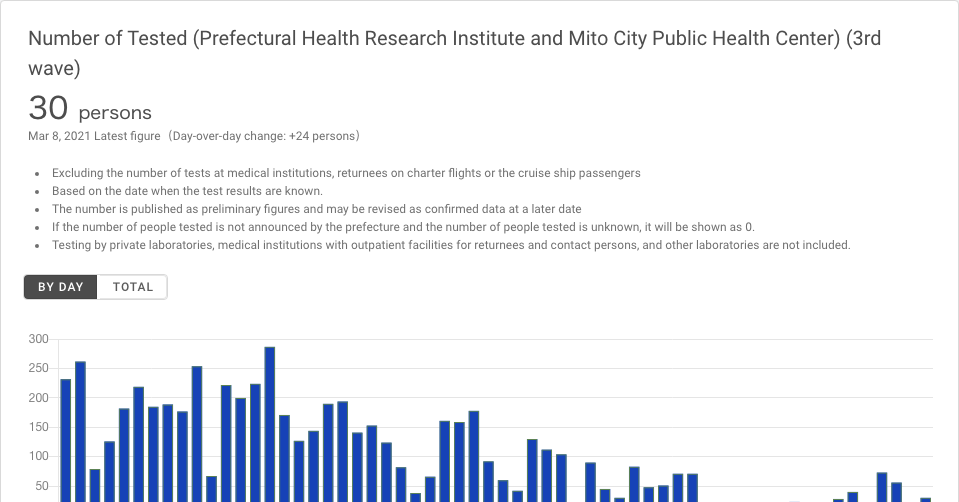 Number of Tested (Prefectural Health Research Institute and Mito City Public Health Center) (3rd
wave)
30 persons
Mar 8, 2021 Latest figure（Day-over-day change: +24 persons）
• Excluding the number of tests at medical institutions, returnees on charter flights or the cruise ship passengers
• Based on the date when the test results are known.
• The number is published as preliminary figures and may be revised as confirmed data at a later date
• If the number of people tested is not announced by the prefecture and the number of people tested is unknown, it will be shown as 0.
• Testing by private laboratories, medical institutions with outpatient facilities for returnees and contact persons, and other laboratories are not included.
BY DAY TOTAL
300
250
200
150
100
50